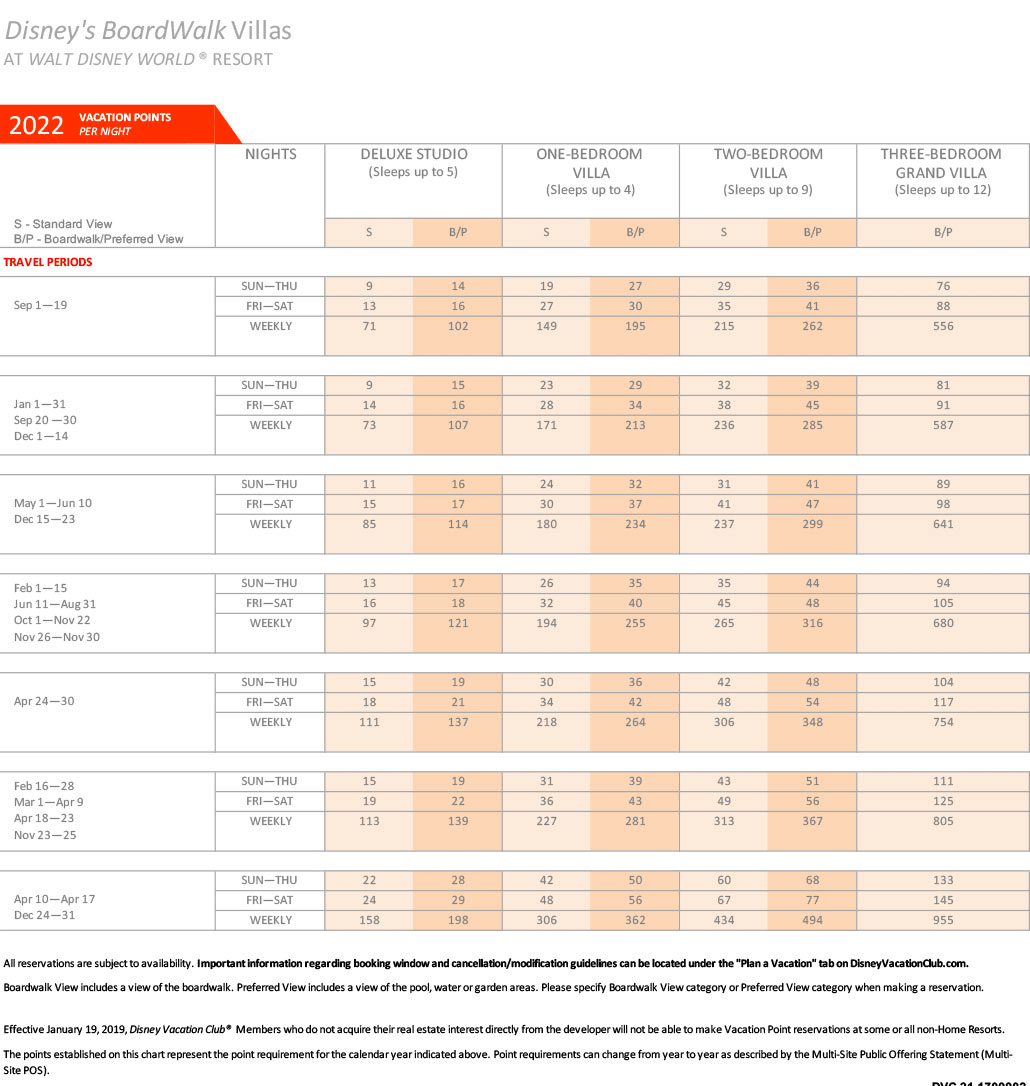 Disney's BoardWalk Villas
AT WALT DISNEY WORLD ® RESORT
2022 VACATION POINTS
PER NIGHT
NIGHTS DELUXE STUDIO ONE-BEDROOM TWO-BEDROOM THREE-BEDROOM
(Sleeps up to 5) VILLA VILLA GRAND VILLA
(Sleeps up to 4) (Sleeps up to 9) (Sleeps up to 12)
S - Standard View
B/P - Boardwalk/Preferred View
S B/P S B/P S B/P B/P
TRAVEL PERIODS
Sep 1—19
SUN—THU 9 14 19 27 29 36 76
FRI—SAT 13 16 27 30 35 41 88
WEEKLY 71 102 149 195 215 262 556
Jan 1—31
Sep 20 —30
Dec 1—14
SUN—THU 9 15 23 29 32 39 81
FRI—SAT 14 16 28 34 38 45 91
WEEKLY 73 107 171 213 236 285 587
May 1—Jun 10
Dec 15—23
SUN—THU 11 16 24 32 31 41 89
FRI—SAT 15 17 30 37 41 47 98
WEEKLY 85 114 180 234 237 299 641
Feb 1—15
Jun 11—Aug 31
Oct 1—Nov 22
Nov 26—Nov 30
SUN—THU 13 17 26 35 35 44 94
FRI—SAT 16 18 32 40 45 48 105
WEEKLY 97 121 194 255 265 316 680
Apr 24—30
SUN—THU 15 19 30 36 42 48 104
FRI—SAT 18 21 34 42 48 54 117
WEEKLY 111 137 218 264 306 348 754
Feb 16—28
Mar 1—Apr 9
Apr 18—23
Nov 23—25
SUN—THU 15 19 31 39 43 51 111
FRI—SAT 19 22 36 43 49 56 125
WEEKLY 113 139 227 281 313 367 805
Apr 10—Apr 17
Dec 24—31
SUN—THU 22 28 42 50 60 68 133
FRI—SAT 24 29 48 56 67 77 145
WEEKLY 158 198 306 362 434 494 955
All reservations are subject to availability. Important information regarding booking window and cancellation/modification guidelines can be located under the "Plan a Vacation" tab on DisneyVacationClub.com.
Boardwalk View includes a view of the boardwalk. Preferred View includes a view of the pool, water or garden areas. Please specify Boardwalk View category or Preferred View category when making a reservation.
Effective January 19, 2019, Disney Vacation Club® Members who do not acquire their real estate interest directly from the developer will not be able to make Vacation Point reservations at some or all non-Home Resorts.
The points established on this chart represent the point requirement for the calendar year indicated above. Point requirements can change from year to year as described by the Multi-Site Public Offering Statement (Multi-
Site POS).